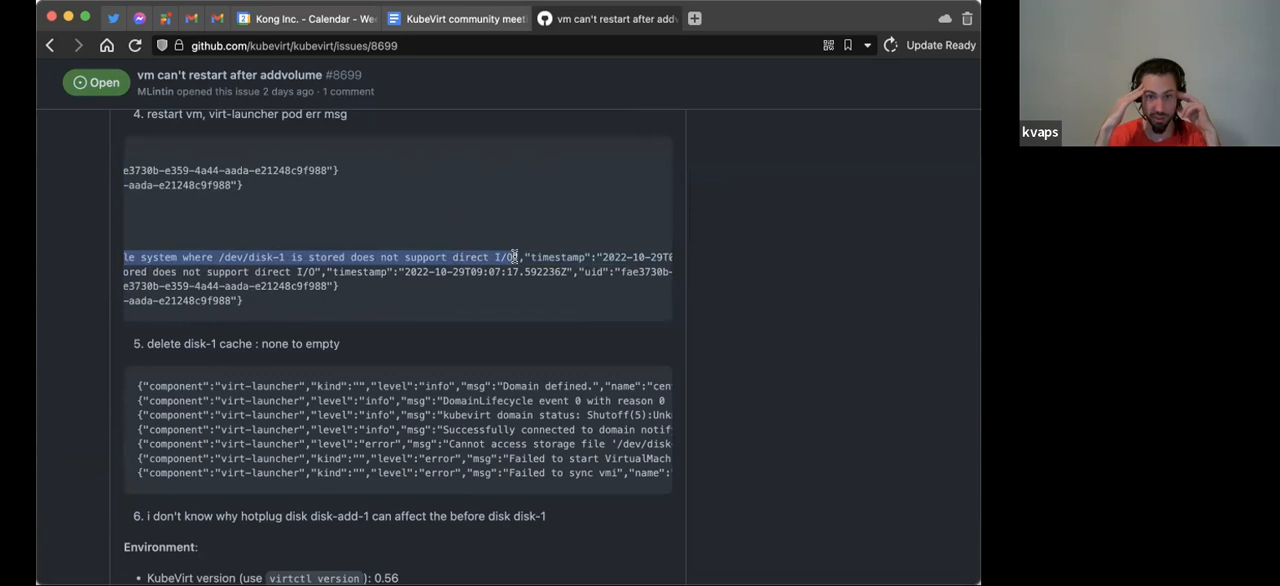 Kong Inc. - Calendar - We
KubeVirt community meet
vm can't restart after addv
github.com/kubevirt/kubevirt/issues/8699
Update Ready
Open
vm can't restart after addvolume #8699
MLintin opened this issue 2 days ago · 1 comment
4. restart vm, virt-launcher pod err msg
e3730b-e359-4a44-aada-e21248c9f988"}
-aada-e21248c9f988"}
le system where /dev/disk-1 is stored does not support direct I/O","timestamp":"2022-10-29T0
ored does not support direct I/O","timestamp":"2022-10-29T09:07:17.592236Z","uid":"fae3730b-
e3730b-e359-4a44-aada-e21248c9f988"}
-aada-e21248c9f988"}
5. delete disk-1 cache : none to empty
{"component":"virt-launcher","kind":"","level":"info","msg":"Domain defined.","name":"cen
{"component":"virt-launcher","level":"info","msg":"DomainLifecycle event 0 with reason 0
{"component":"virt-launcher","level":"info","msg":"kubevirt domain status: Shutoff(5):Unk
{"component":"virt-launcher","level":"info","msg":"Successfully connected to domain notif
{"component":"virt-launcher","level":"error","msg":"Cannot access storage file '/dev/disk
{"component":"virt-launcher","kind":"","level":"error","msg":"Failed to start VirtualMach
{"component":"virt-launcher","kind":"","level":"error","msg":"Failed to sync vmi","name":
6. i don't know why hotplug disk disk-add-1 can affect the before disk disk-1
Environment:
• KubeVirt version (use virtctl version): 0.56
kvaps